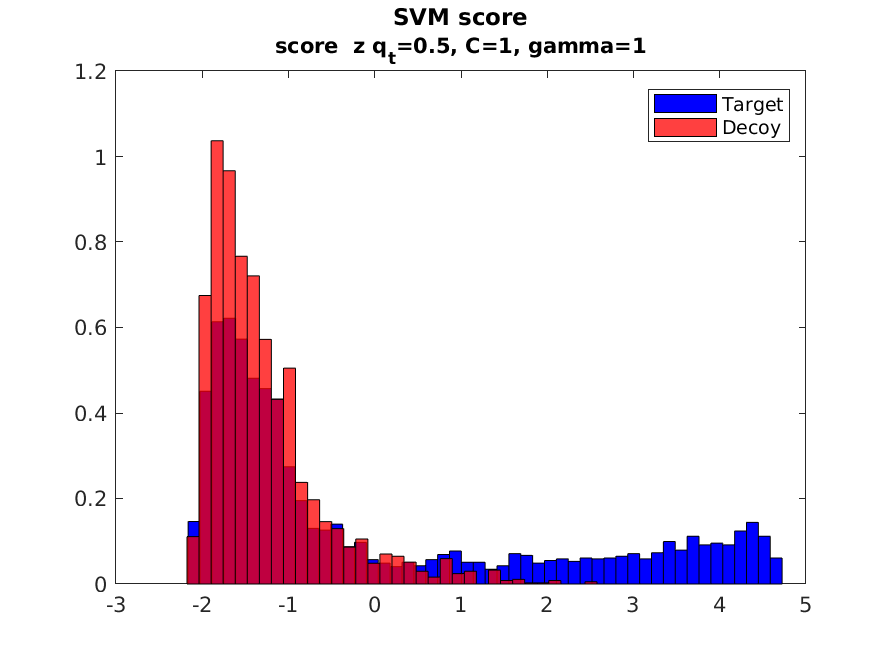 SVM score
score  z q_t=0.5, C=1, gamma=1
Target
Decoy
1.2
1
0.8
0.6
0.4
0.2
0
-3 -2 -1 0 1 2 3 4 5